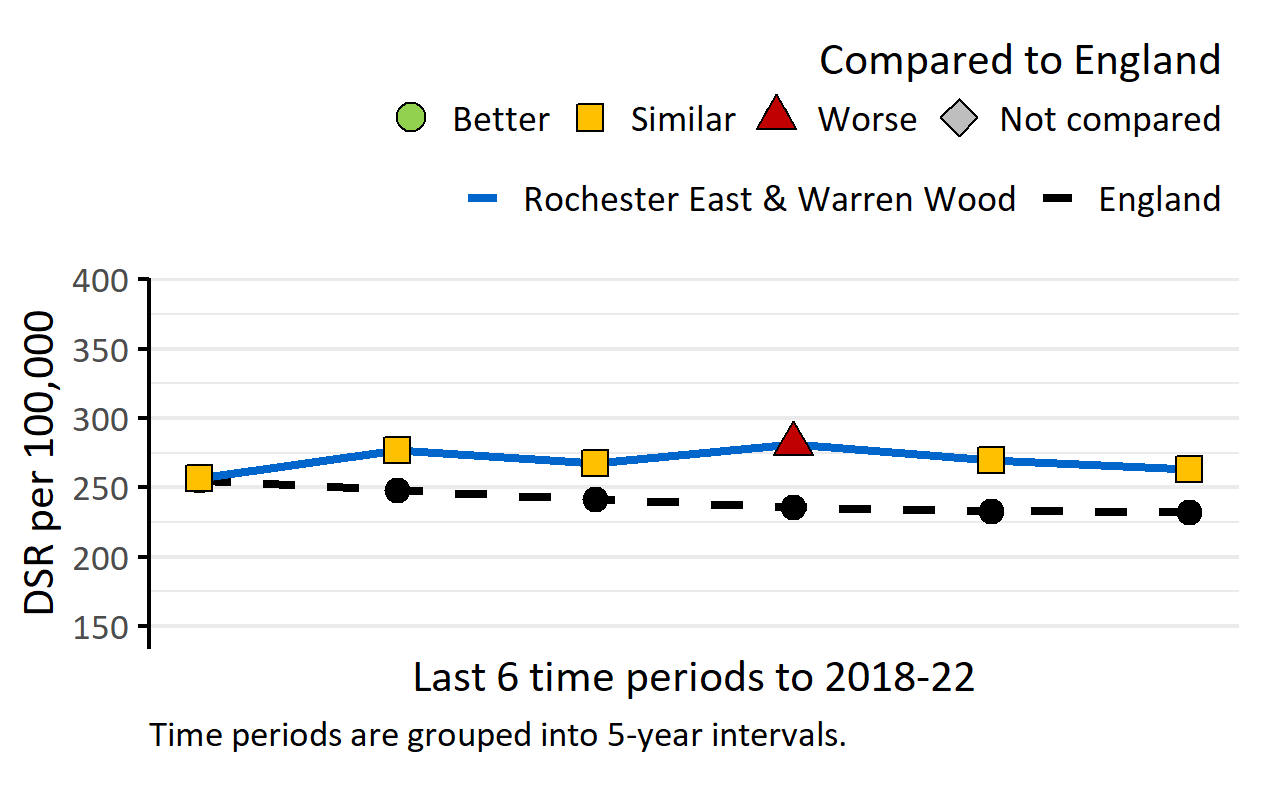 Compared to England
Better Similar Worse Not compared
Rochester East & Warren Wood England
400
350
300
250
200
150
DSR per 100,000
Last 6 time periods to 2018-22
Time periods are grouped into 5-year intervals.